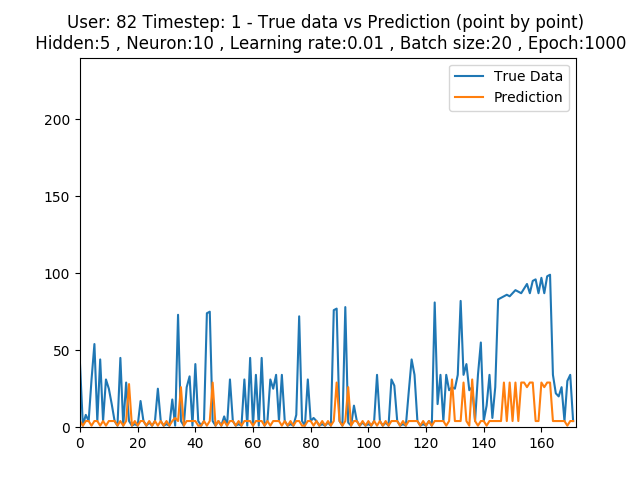 User: 82 Timestep: 1 - True data vs Prediction (point by point)
Hidden:5 , Neuron:10 , Learning rate:0.01 , Batch size:20 , Epoch:1000
True Data
Prediction
200
150
100
50
0
0 20 40 60 80 100 120 140 160